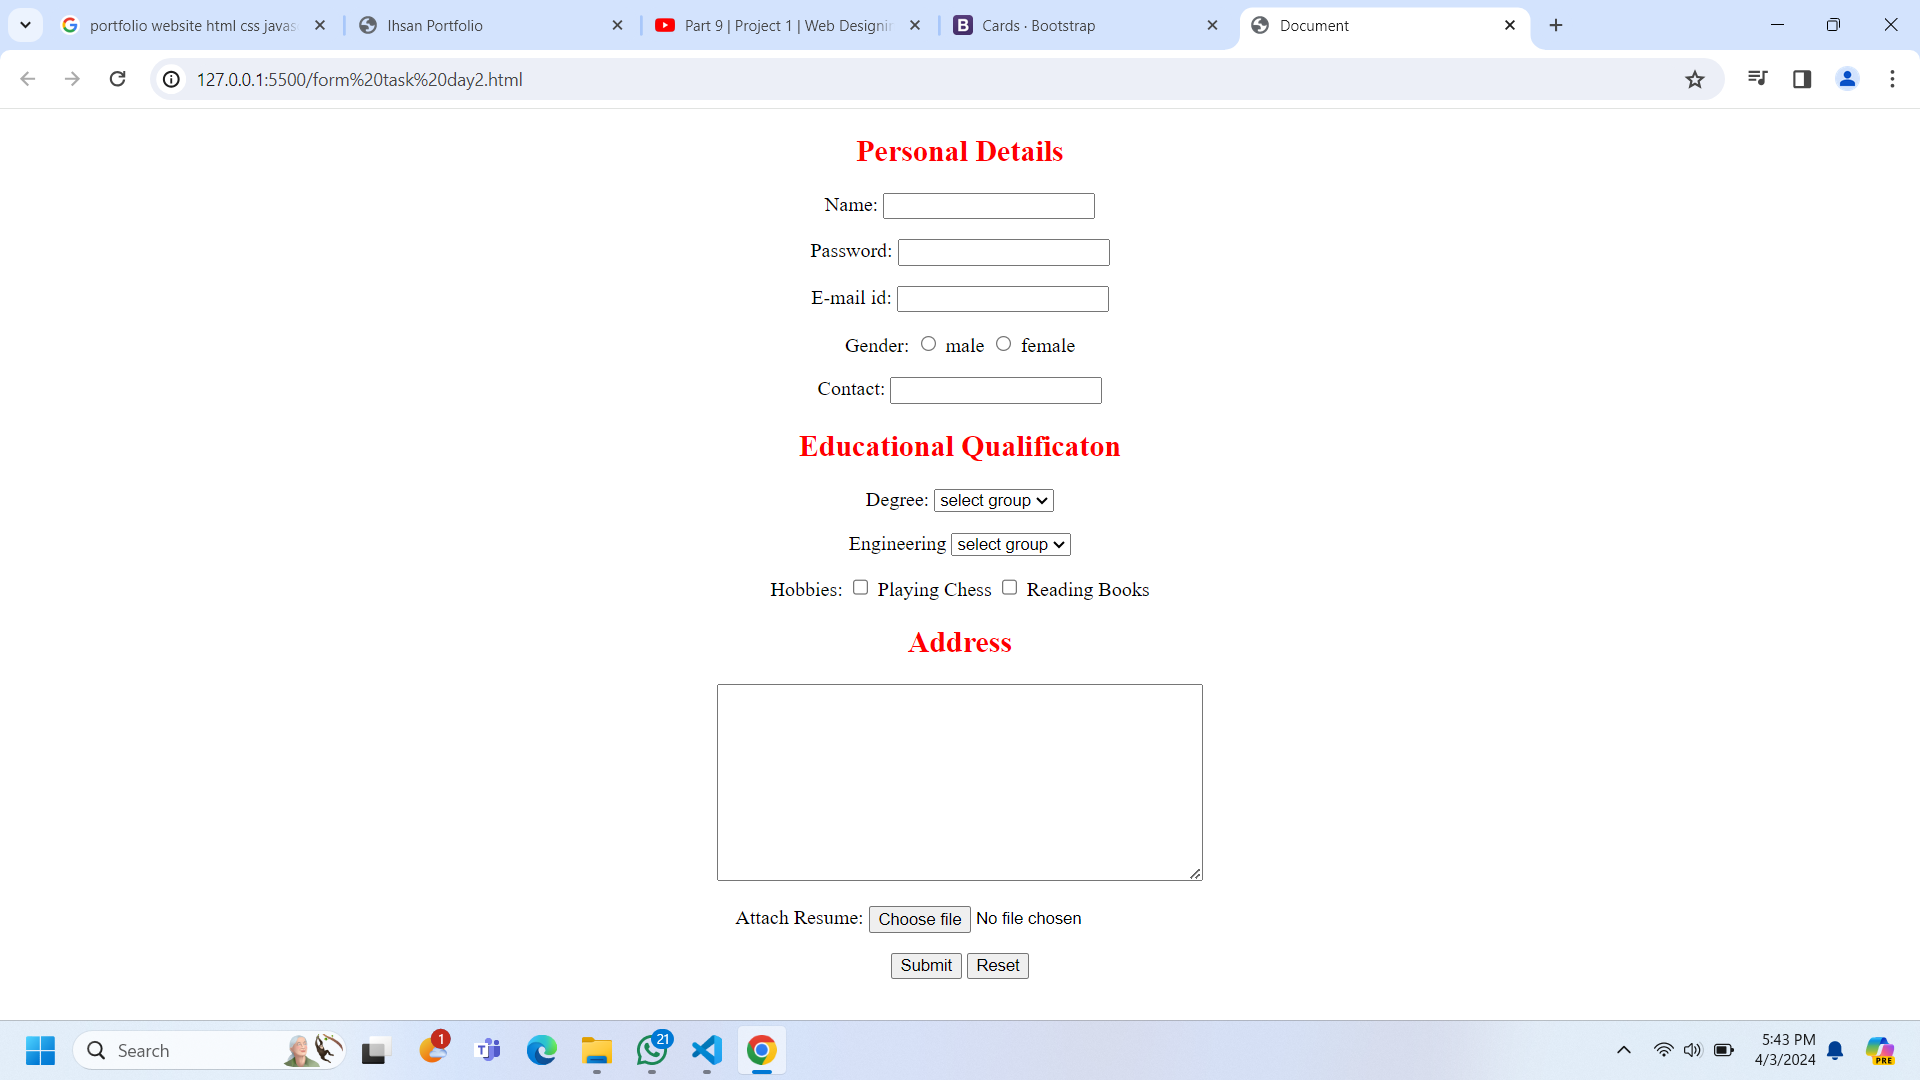 portfolio website html css javas
Ihsan Portfolio
Part 9 | Project 1 | Web Designin
Cards · Bootstrap
Document
127.0.0.1:5500/form%20task%20day2.html
Personal Details
Name:
Password:
E-mail id:
Gender: male female
Contact:
Educational Qualificaton
Degree: select group
Engineering select group
Hobbies: Playing Chess Reading Books
Address
Attach Resume: Choose file No file chosen
Submit Reset
Search
1
21
5:43 PM
4/3/2024
PRE